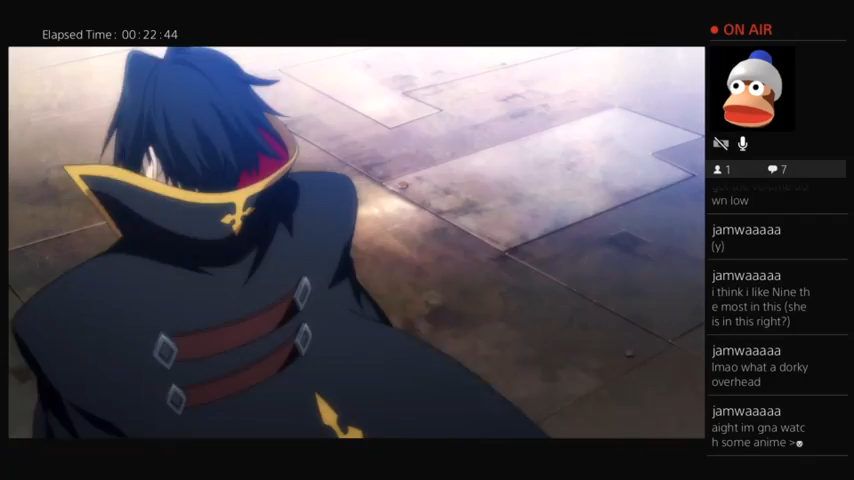 Elapsed Time: 00:22:44
ON AIR
1
7
wn low
jamwaaaaa
(y)
jamwaaaaa
i think i like Nine th
e most in this (she
is in this right?)
jamwaaaaa
lmao what a dorky
overhead
jamwaaaaa
aight im gna watc
h some anime >